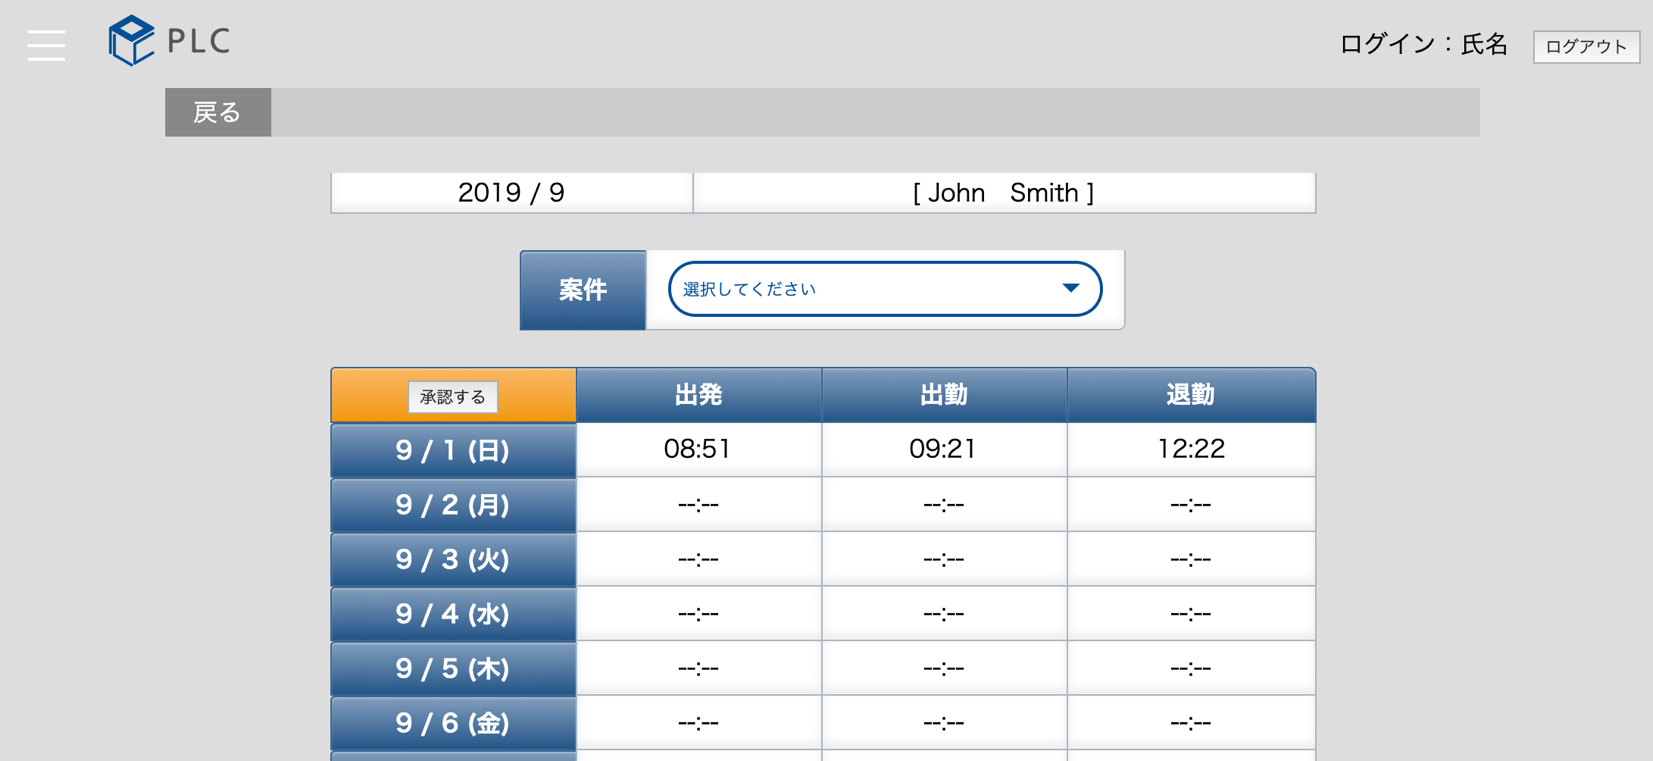 PLC
ログイン：氏名
ログアウト
戻る
2019 / 9
[ John　Smith ]
案件
選択してください
承認する 出発 出勤 退勤
9 / 1 (日) 08:51 09:21 12:22
9 / 2 (月) --:-- --:-- --:--
9 / 3 (火) --:-- --:-- --:--
9 / 4 (水) --:-- --:-- --:--
9 / 5 (木) --:-- --:-- --:--
9 / 6 (金) --:-- --:-- --:--